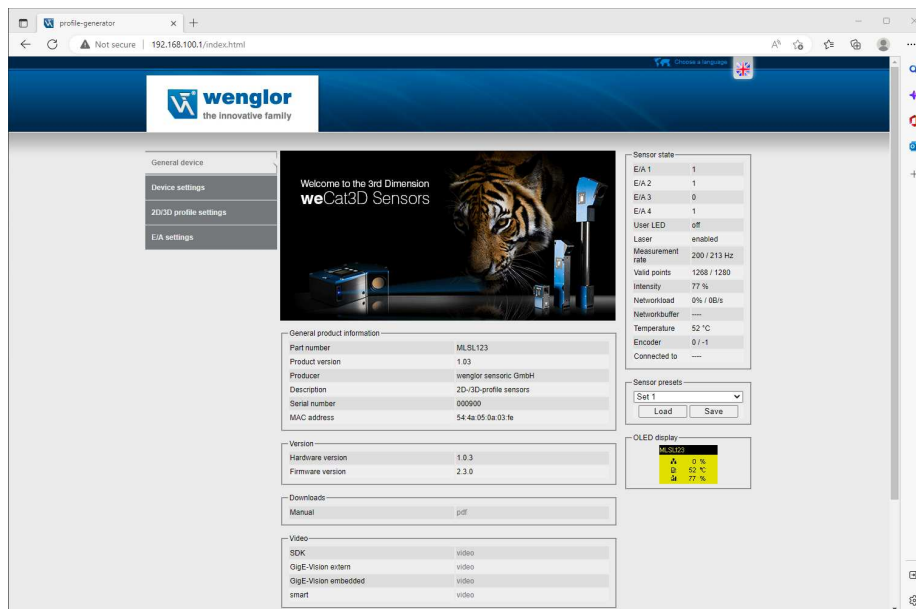 profile-generator
Not secure
192.168.100.1/index.html
Choose a language
wenglor
the innovative family
General device
Device settings
2D/3D profile settings
E/A settings
Welcome to the 3rd Dimension
weCat3D Sensors
General product information
Part number MLSL123
Product version 1.03
Producer wenglor sensoric GmbH
Description 2D-/3D-profile sensors
Serial number 000900
MAC address 54:4a:05:0a:03:fe
Version
Hardware version 1.0.3
Firmware version 2.3.0
Downloads
Manual pdf
Video
SDK video
GigE-Vision extern video
GigE-Vision embedded video
smart video
Sensor state
E/A 1 1
E/A 2 1
E/A 3 0
E/A 4 1
User LED off
Laser enabled
Measurement
rate 200 / 213 Hz
Valid points 1268 / 1280
Intensity 77 %
Networkload 0% / 0B/s
Networkbuffer ----
Temperature 52 °C
Encoder 0 / -1
Connected to ----
Sensor presets
Set 1
Load Save
OLED display
MLSL123
0 %
52 °C
77 %